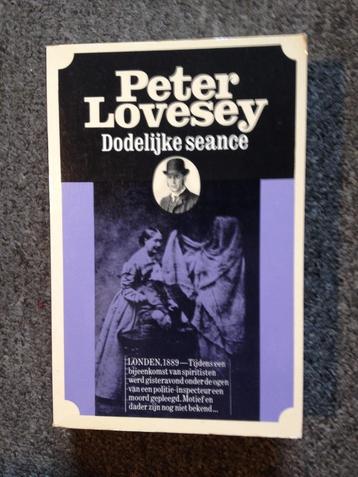 Peter
Lovesey
Dodelijke seance
LONDEN, 1889 — Tijdens een
bijeenkomst van spiritisten
werd gisteravond onder de ogen
van een politie-inspecteur een
moord gepleegd. Motief en
dader zijn nog niet bekend...